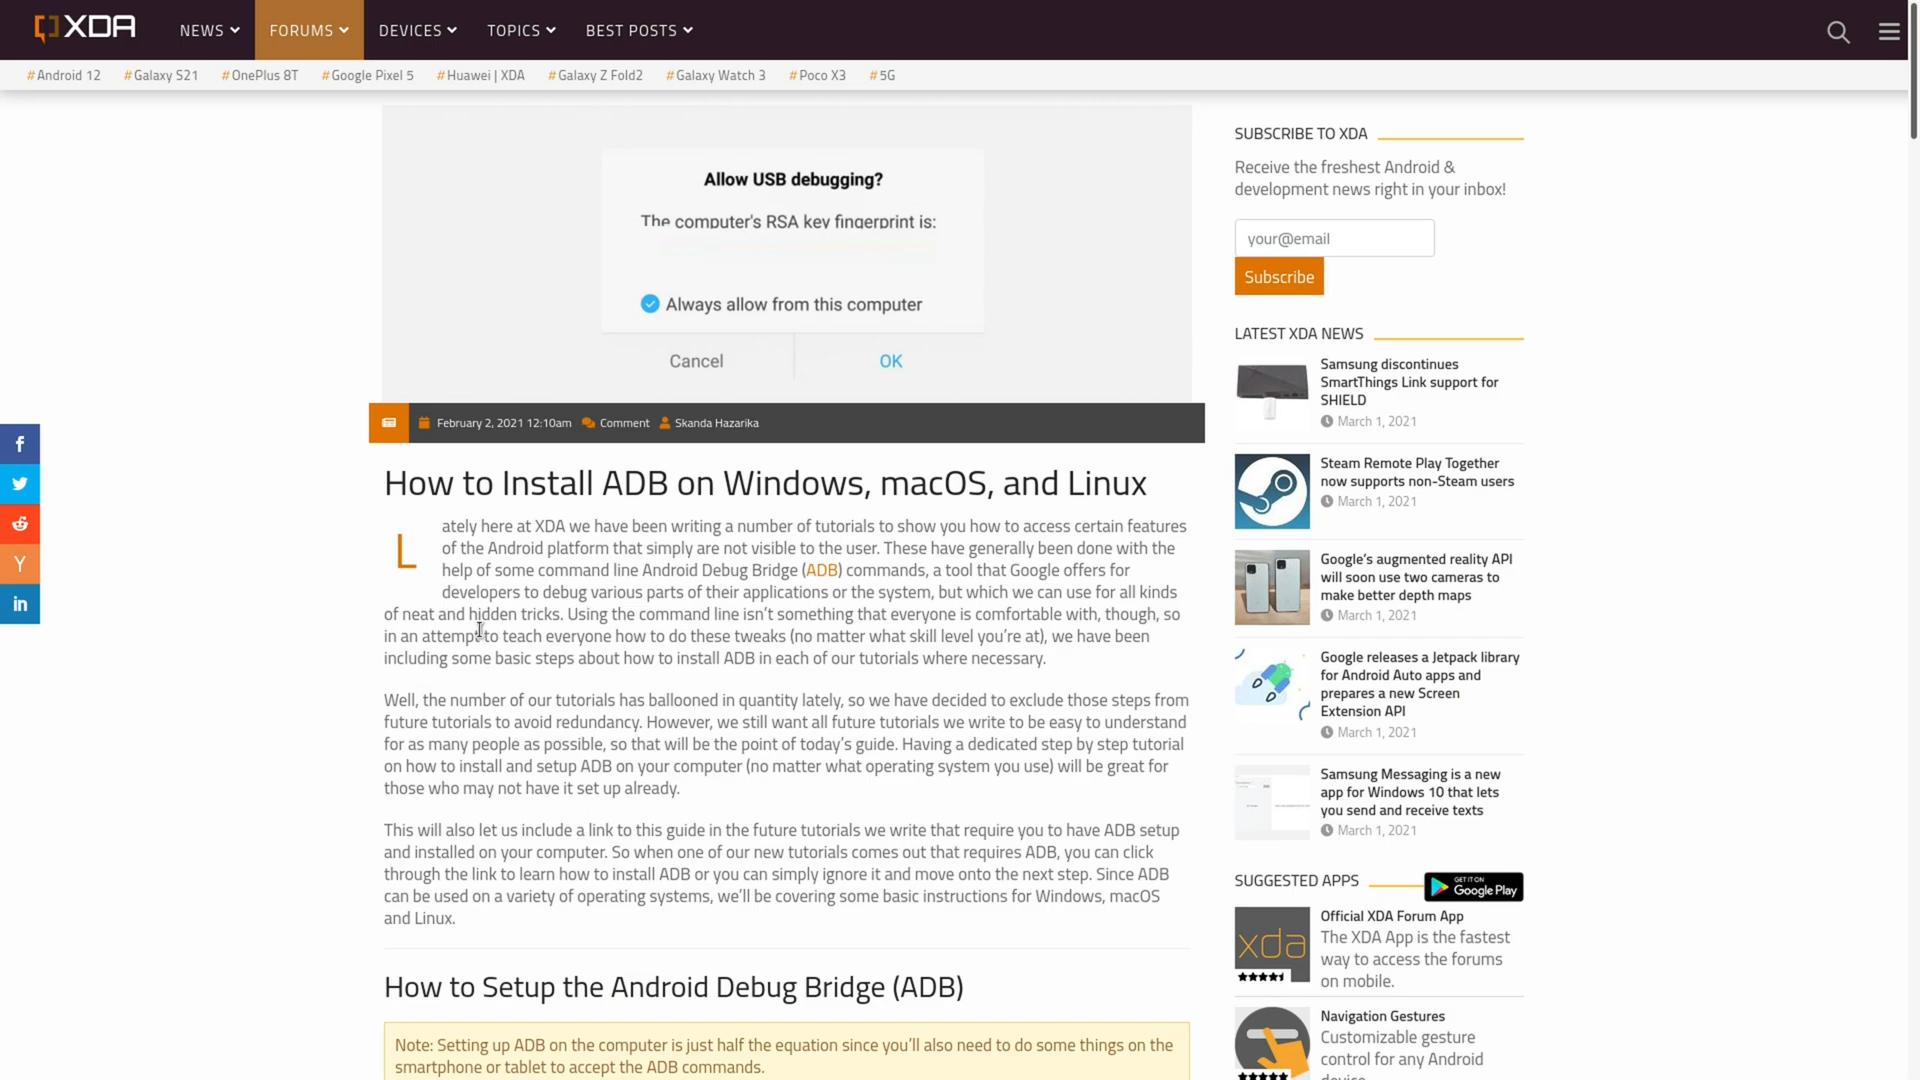 XDA
NEWS
FORUMS
DEVICES
TOPICS
BEST POSTS
#Android 12
#Galaxy S21
#OnePlus 8T
#Google Pixel 5
#Huawei | XDA
#Galaxy Z Fold2
#Galaxy Watch 3
#Poco X3
#5G
Allow USB debugging?
The computer's RSA key fingerprint is:
Always allow from this computer
Cancel
OK
February 2, 2021 12:10am
Comment
Skanda Hazarika
How to Install ADB on Windows, macOS, and Linux
Lately here at XDA we have been writing a number of tutorials to show you how to access certain features
of the Android platform that simply are not visible to the user. These have generally been done with the
help of some command line Android Debug Bridge (ADB) commands, a tool that Google offers for
developers to debug various parts of their applications or the system, but which we can use for all kinds
of neat and hidden tricks. Using the command line isn’t something that everyone is comfortable with, though, so
in an attempt to teach everyone how to do these tweaks (no matter what skill level you’re at), we have been
including some basic steps about how to install ADB in each of our tutorials where necessary.
Well, the number of our tutorials has ballooned in quantity lately, so we have decided to exclude those steps from
future tutorials to avoid redundancy. However, we still want all future tutorials we write to be easy to understand
for as many people as possible, so that will be the point of today’s guide. Having a dedicated step by step tutorial
on how to install and setup ADB on your computer (no matter what operating system you use) will be great for
those who may not have it set up already.
This will also let us include a link to this guide in the future tutorials we write that require you to have ADB setup
and installed on your computer. So when one of our new tutorials comes out that requires ADB, you can click
through the link to learn how to install ADB or you can simply ignore it and move onto the next step. Since ADB
can be used on a variety of operating systems, we’ll be covering some basic instructions for Windows, macOS
and Linux.
How to Setup the Android Debug Bridge (ADB)
Note: Setting up ADB on the computer is just half the equation since you’ll also need to do some things on the
smartphone or tablet to accept the ADB commands.
SUBSCRIBE TO XDA
Receive the freshest Android &
development news right in your inbox!
your@email
Subscribe
LATEST XDA NEWS
Samsung discontinues
SmartThings Link support for
SHIELD
March 1, 2021
Steam Remote Play Together
now supports non-Steam users
March 1, 2021
Google’s augmented reality API
will soon use two cameras to
make better depth maps
March 1, 2021
Google releases a Jetpack library
for Android Auto apps and
prepares a new Screen
Extension API
March 1, 2021
Samsung Messaging is a new
app for Windows 10 that lets
you send and receive texts
March 1, 2021
SUGGESTED APPS
GET IT ON
Google Play
xda
Official XDA Forum App
The XDA App is the fastest
way to access the forums
on mobile.
Navigation Gestures
Customizable gesture
control for any Android